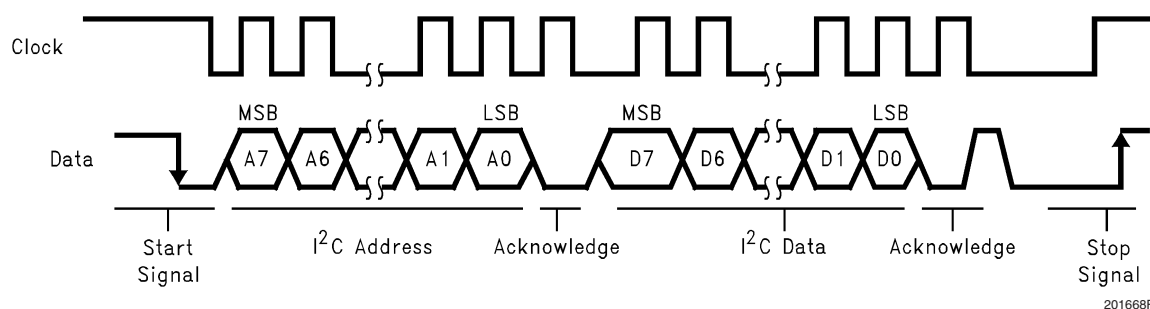 Clock
MSB LSB MSB LSB
Data A7 A6 A1 A0 D7 D6 D1 D0
Start Signal
I²C Address
Acknowledge
I²C Data
Acknowledge
Stop Signal
201668F